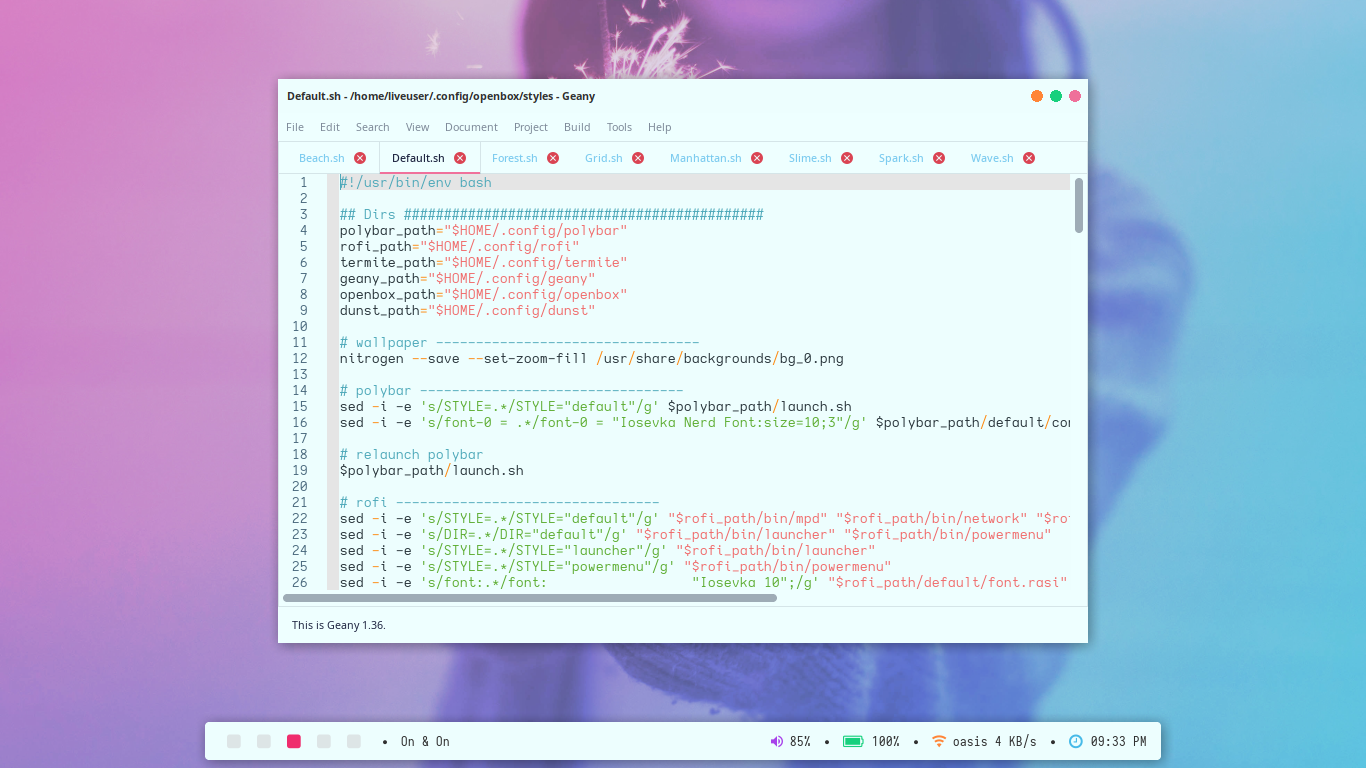 Default.sh - /home/liveuser/.config/openbox/styles - Geany
File Edit Search View Document Project Build Tools Help
Beach.sh Default.sh Forest.sh Grid.sh Manhattan.sh Slime.sh Spark.sh Wave.sh
1 #!/usr/bin/env bash
2
3 ## Dirs #############################################
4 polybar_path="$HOME/.config/polybar"
5 rofi_path="$HOME/.config/rofi"
6 termite_path="$HOME/.config/termite"
7 geany_path="$HOME/.config/geany"
8 openbox_path="$HOME/.config/openbox"
9 dunst_path="$HOME/.config/dunst"
10
11 # wallpaper ---------------------------------
12 nitrogen --save --set-zoom-fill /usr/share/backgrounds/bg_0.png
13
14 # polybar ---------------------------------
15 sed -i -e 's/STYLE=.*/STYLE="default"/g' $polybar_path/launch.sh
16 sed -i -e 's/font-0 = .*/font-0 = "Iosevka Nerd Font:size=10;3"/g' $polybar_path/default/con
17
18 # relaunch polybar
19 $polybar_path/launch.sh
20
21 # rofi ---------------------------------
22 sed -i -e 's/STYLE=.*/STYLE="default"/g' "$rofi_path/bin/mpd" "$rofi_path/bin/network" "$rof
23 sed -i -e 's/DIR=.*/DIR="default"/g' "$rofi_path/bin/launcher" "$rofi_path/bin/powermenu"
24 sed -i -e 's/STYLE=.*/STYLE="launcher"/g' "$rofi_path/bin/launcher"
25 sed -i -e 's/STYLE=.*/STYLE="powermenu"/g' "$rofi_path/bin/powermenu"
26 sed -i -e 's/font:.*/font:                  "Iosevka 10";/g' "$rofi_path/default/font.rasi"
This is Geany 1.36.
• On & On 85% • 100% • oasis 4 KB/s • 09:33 PM